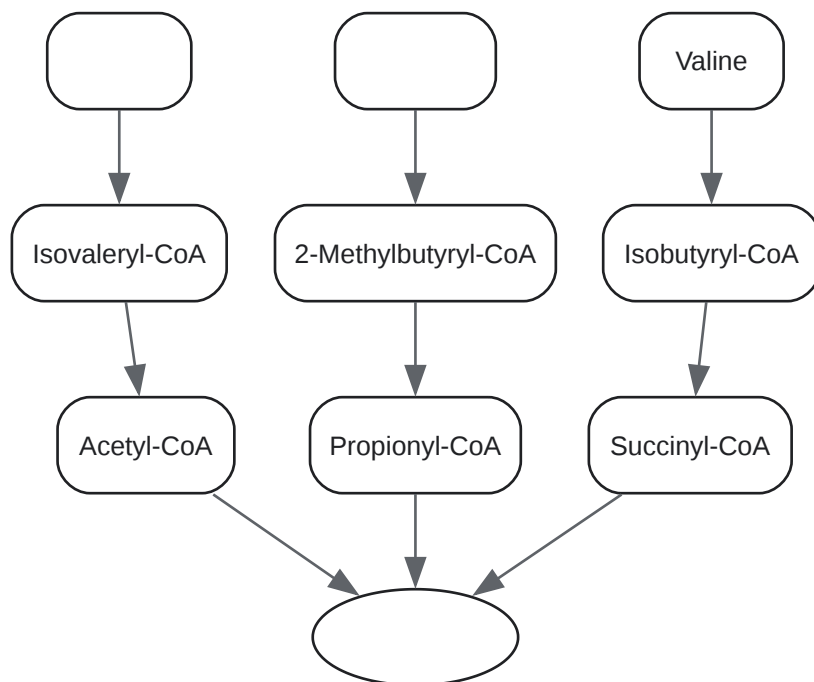 Valine
Isovaleryl-CoA
2-Methylbutyryl-CoA
Isobutyryl-CoA
Acetyl-CoA
Propionyl-CoA
Succinyl-CoA